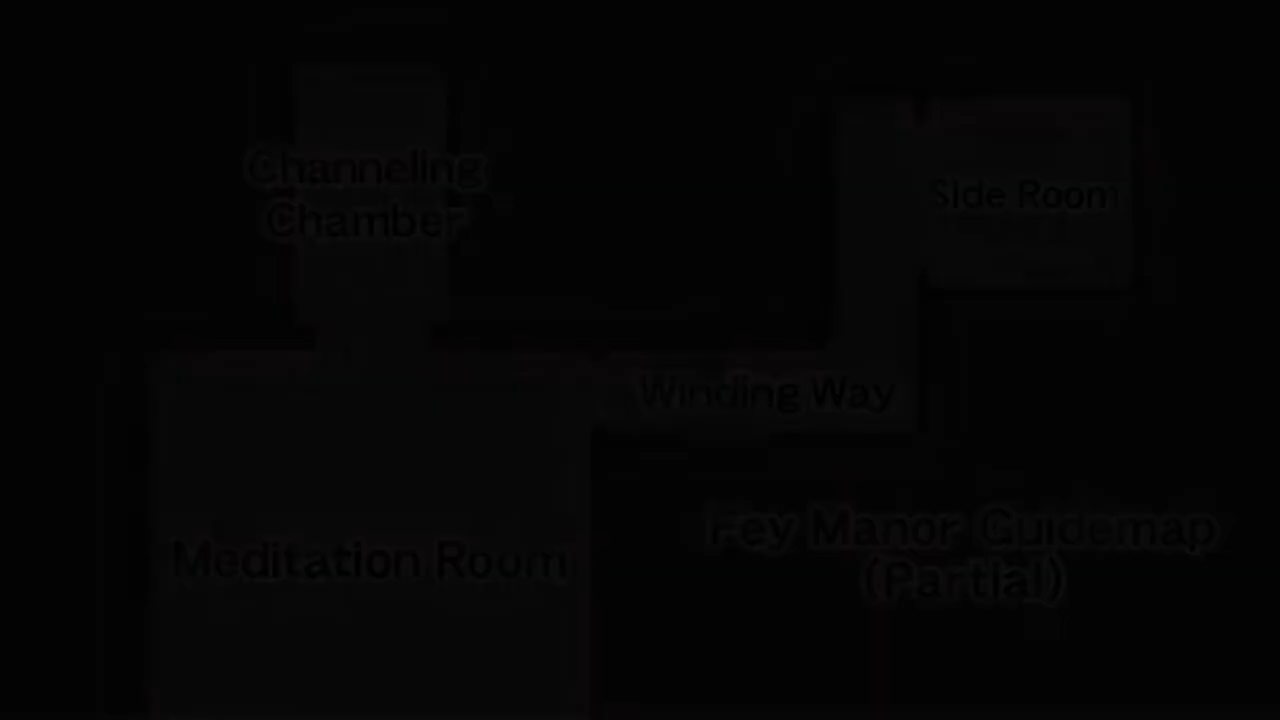 Channeling
Chamber
Side Room
Winding Way
Meditation Room
Fey Manor Guidemap
(Partial)